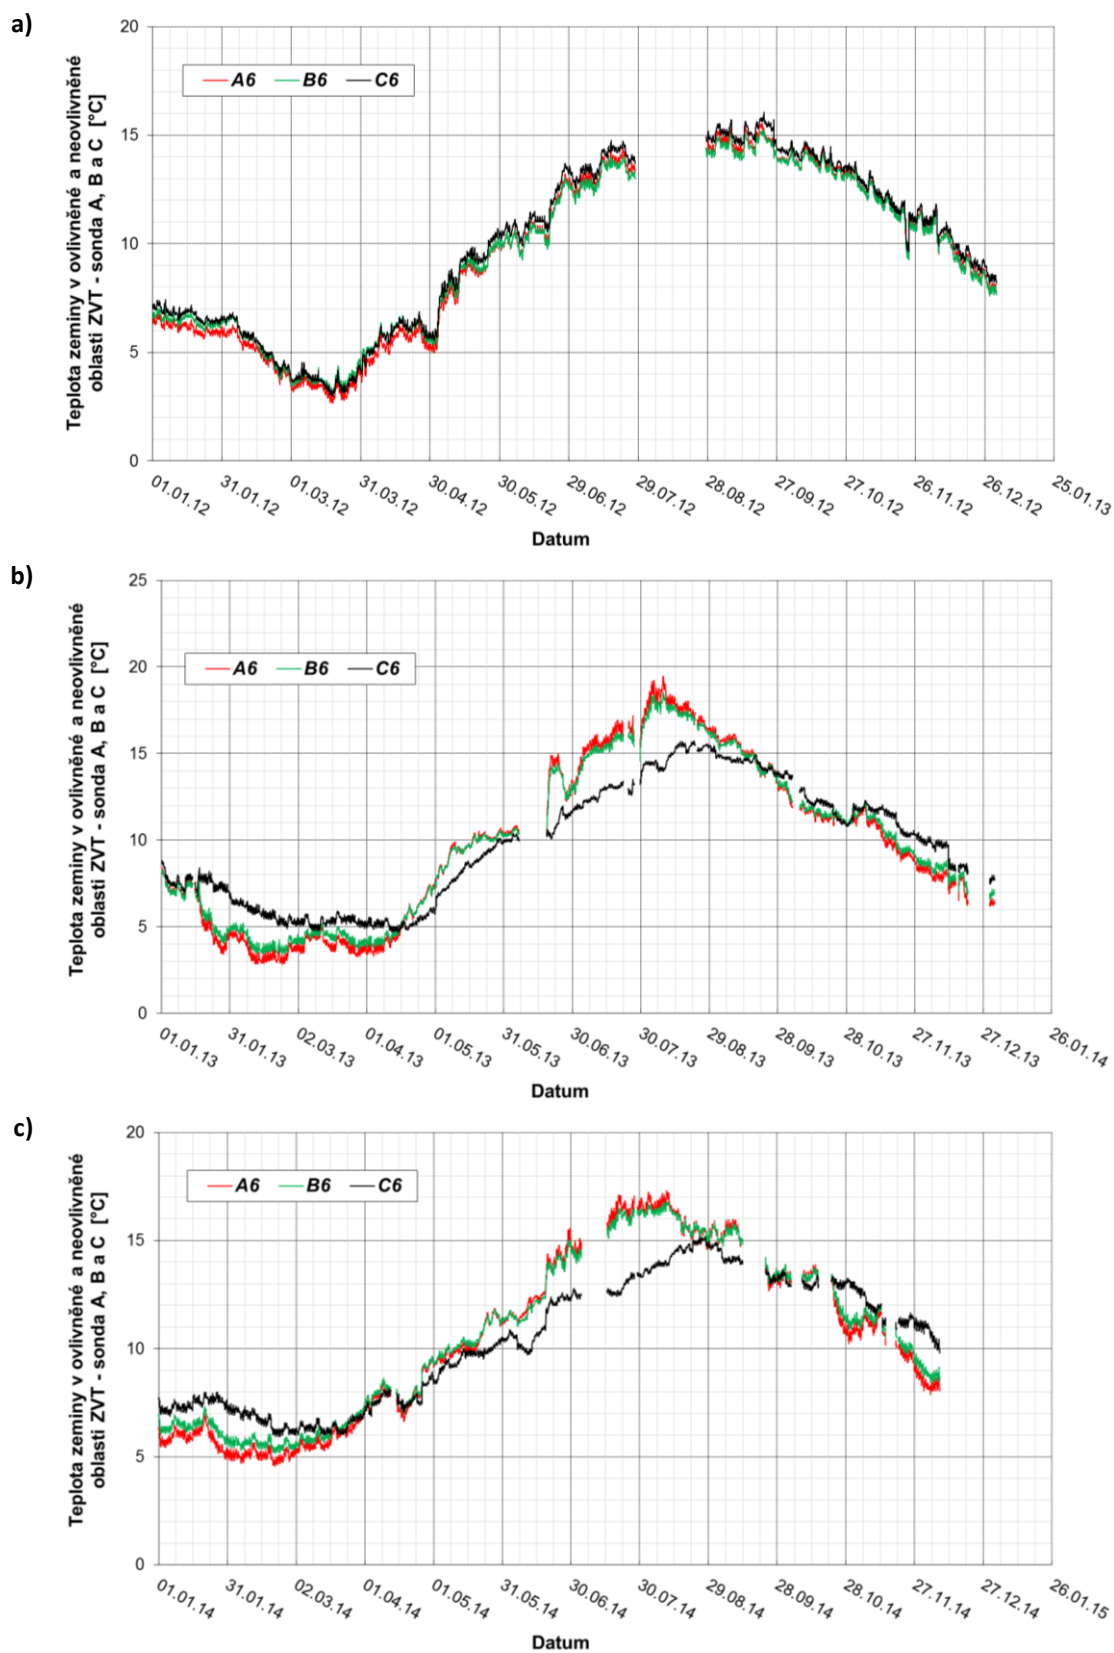 a)
Teplota zeminy v ovlivněné a neovlivněné
oblasti ZVT - sonda A, B a C [°C]
20
15
10
5
0
A6 B6 C6
01.01.12 31.01.12 01.03.12 31.03.12 30.04.12 30.05.12 29.06.12 29.07.12 28.08.12 27.09.12 27.10.12 26.11.12 26.12.12 25.01.13
Datum
b)
Teplota zeminy v ovlivněné a neovlivněné
oblasti ZVT - sonda A, B a C [°C]
25
20
15
10
5
0
A6 B6 C6
01.01.13 31.01.13 02.03.13 01.04.13 01.05.13 31.05.13 30.06.13 30.07.13 29.08.13 28.09.13 28.10.13 27.11.13 27.12.13 26.01.14
Datum
c)
Teplota zeminy v ovlivněné a neovlivněné
oblasti ZVT - sonda A, B a C [°C]
20
15
10
5
0
A6 B6 C6
01.01.14 31.01.14 02.03.14 01.04.14 01.05.14 31.05.14 30.06.14 30.07.14 29.08.14 28.09.14 28.10.14 27.11.14 27.12.14 26.01.15
Datum